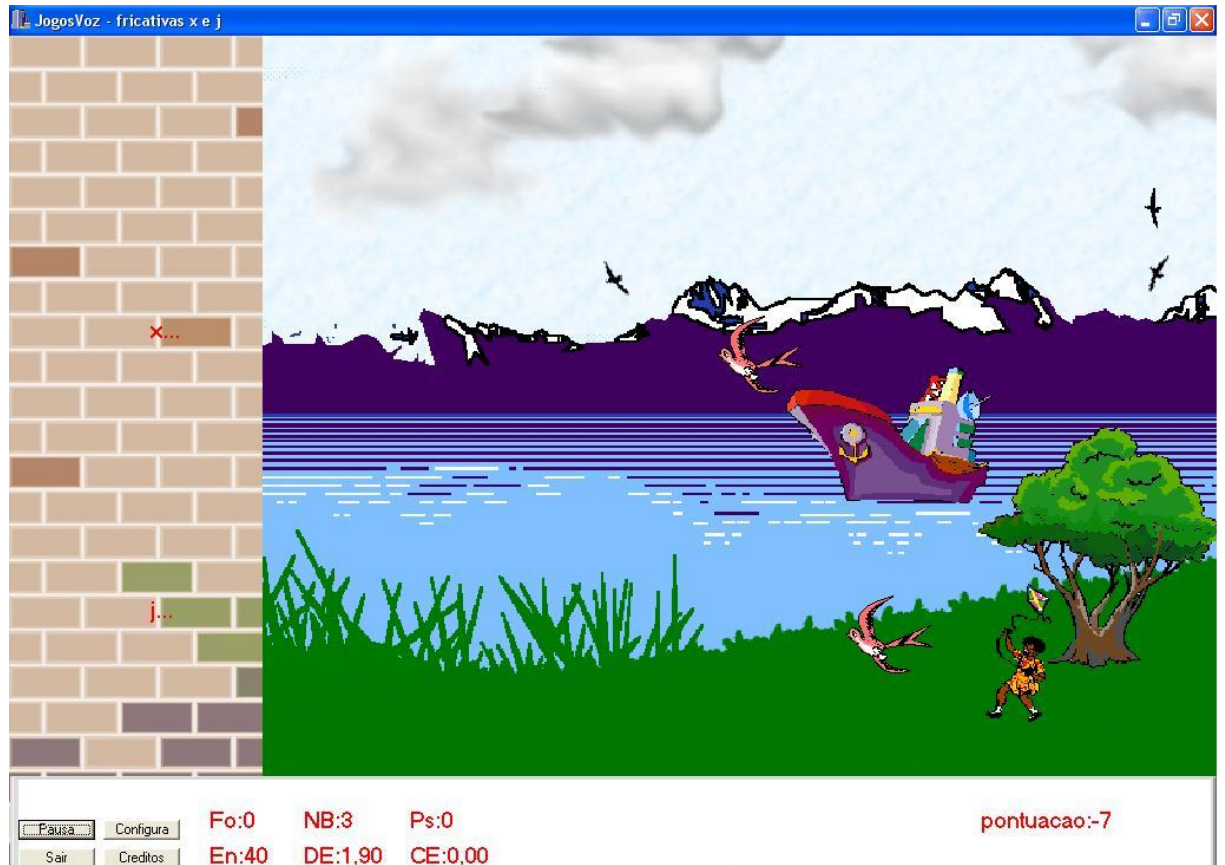 JogosVoz - fricativas x e j
x...
j...
Pausa Configura Fo:0 NB:3 Ps:0 pontuacao:-7
Sair Creditos En:40 DE:1,90 CE:0,00